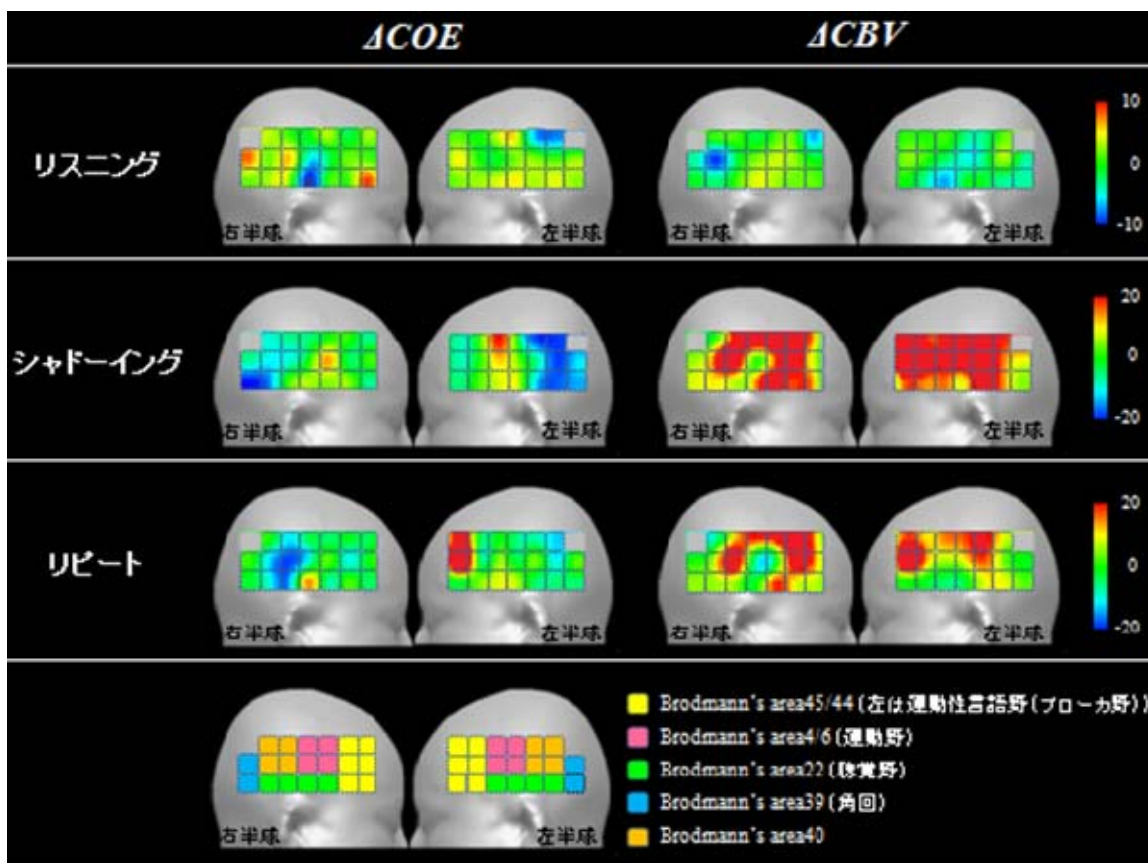 ΔCOE ΔCBV
リスニング
右半球 左半球 右半球 左半球
10
0
-10
シャドーイング
右半球 左半球 右半球 左半球
20
0
-20
リピート
右半球 左半球 右半球 左半球
20
0
-20
右半球 左半球
Brodmann's area45/44 (左は運動性言語野(ブローカ野))
Brodmann's area4/6 (運動野)
Brodmann's area22 (聴覚野)
Brodmann's area39 (角回)
Brodmann's area40